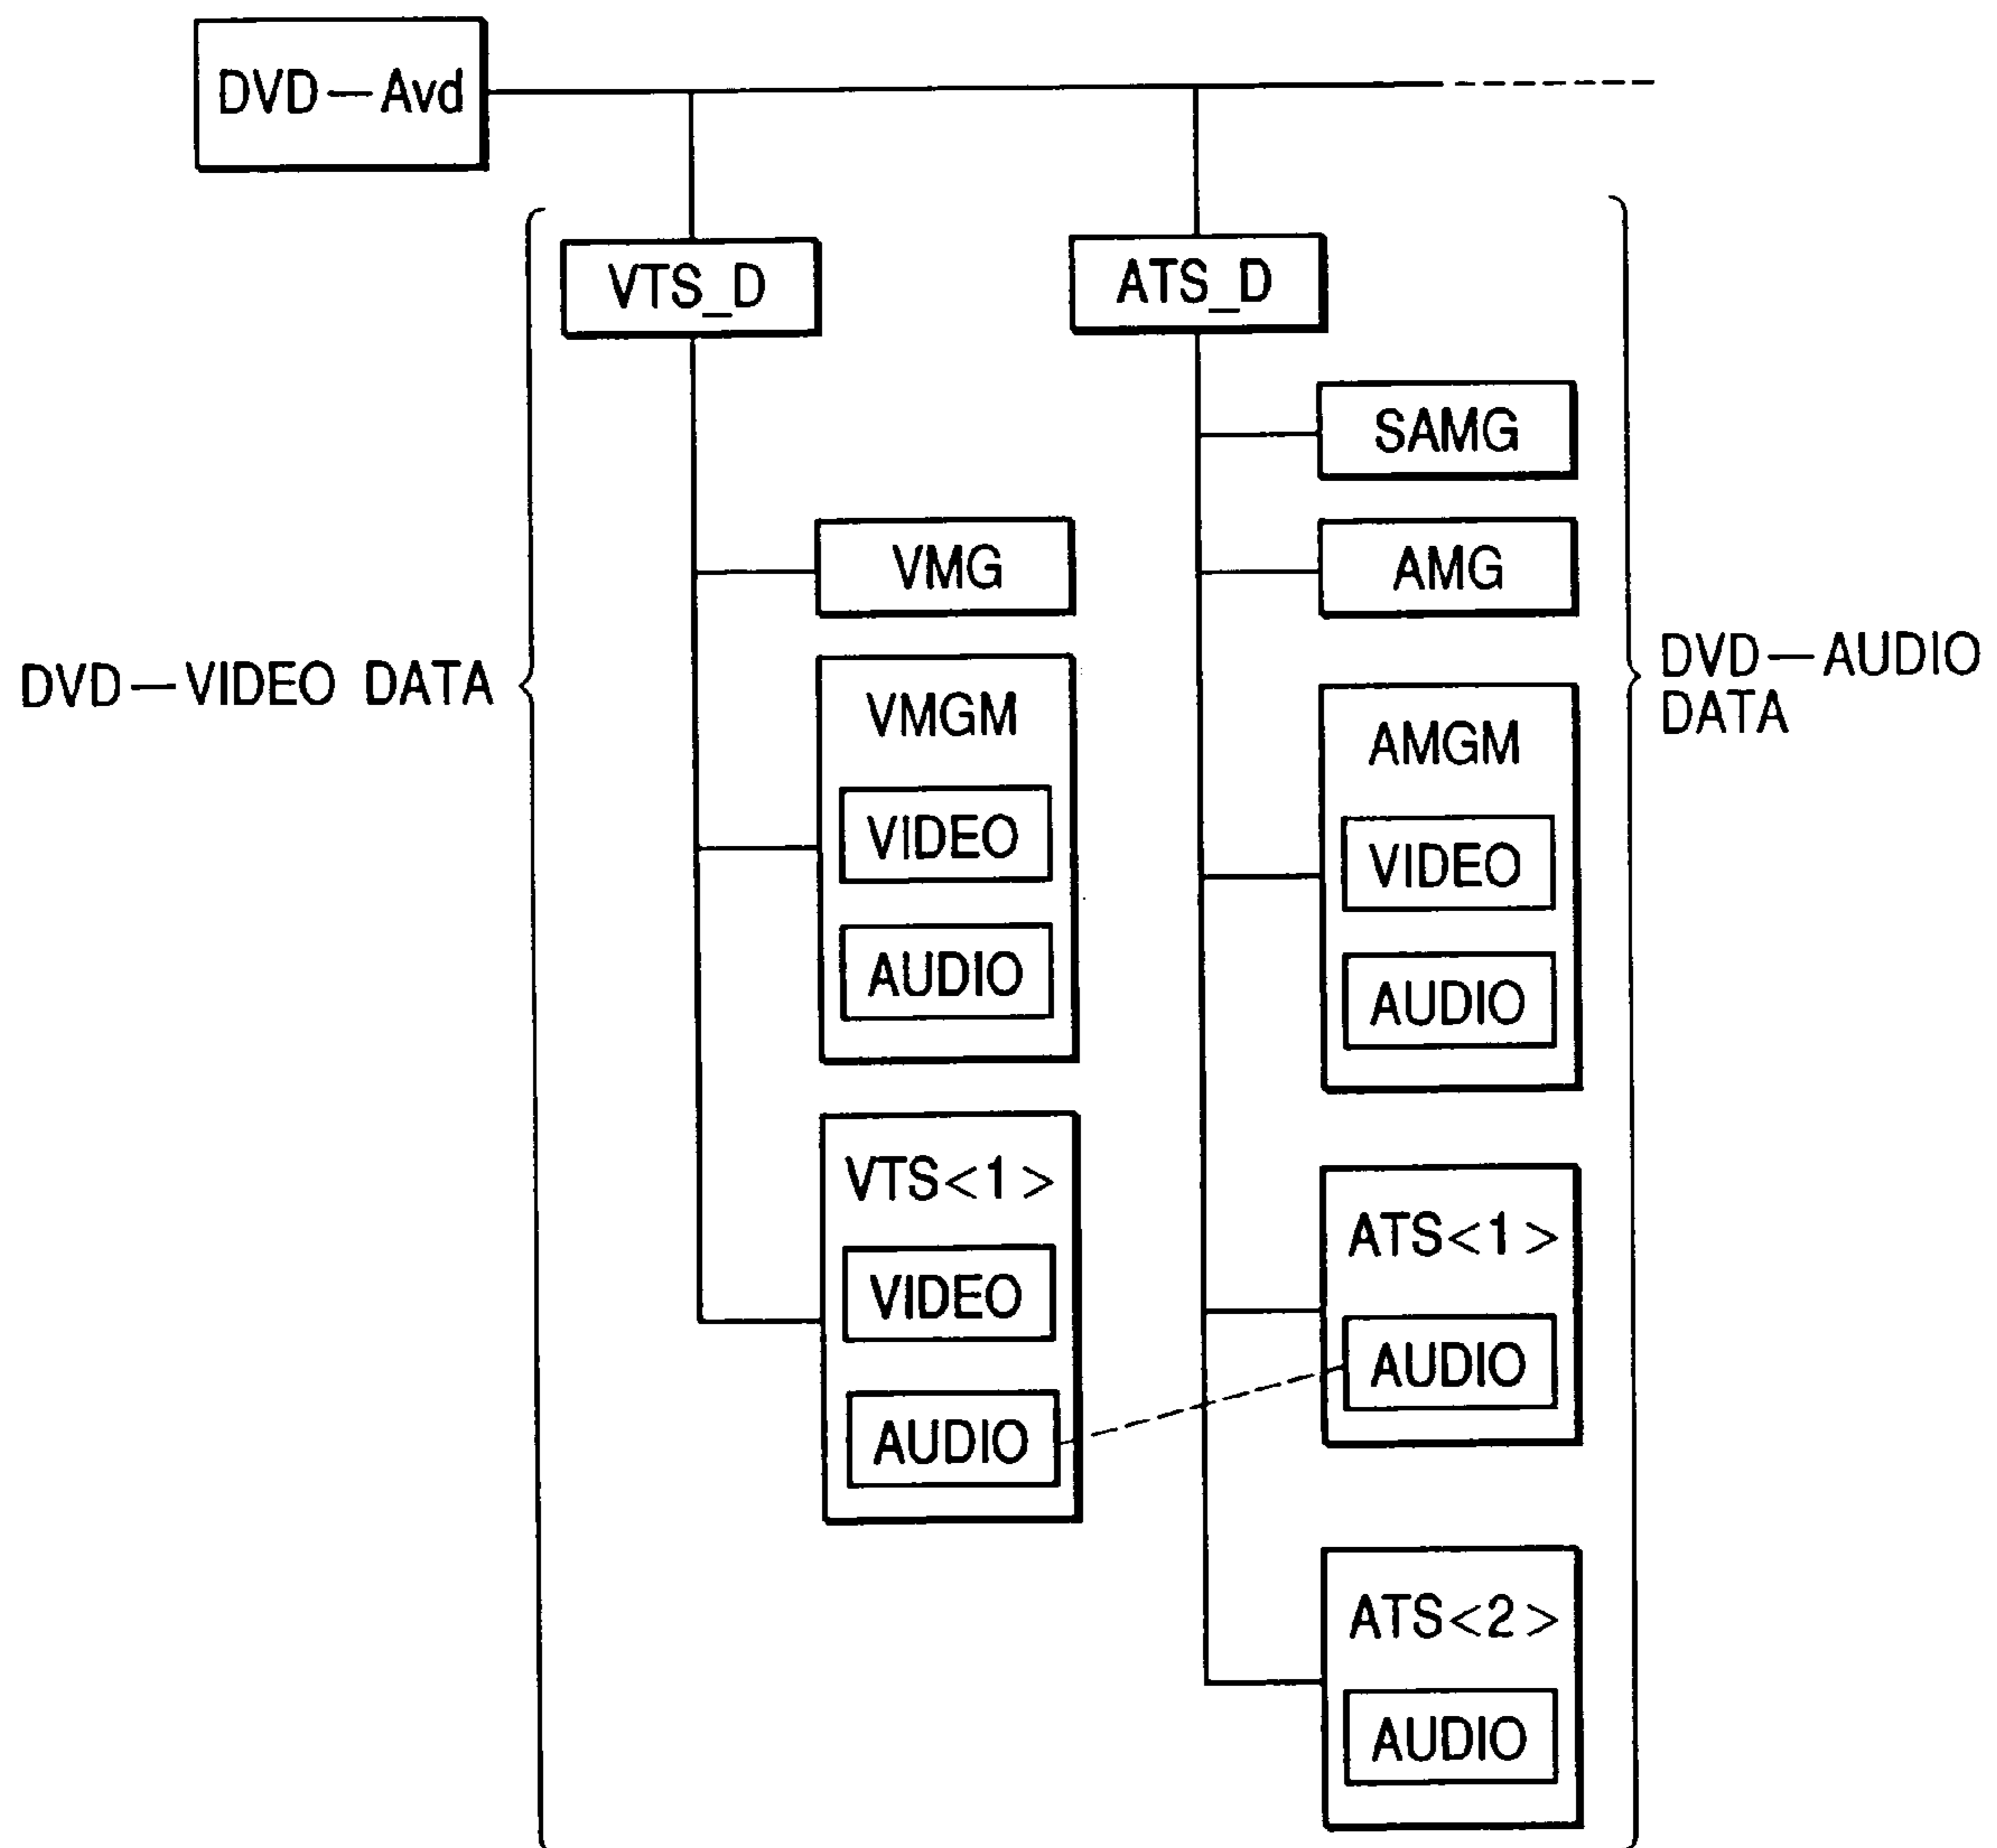 DVD—Avd
VTS_D
ATS_D
SAMG
VMG
AMG
DVD—VIDEO DATA
VMGM
VIDEO
AUDIO
AMGM
VIDEO
AUDIO
DVD—AUDIO
DATA
VTS<1>
VIDEO
AUDIO
ATS<1>
AUDIO
ATS<2>
AUDIO